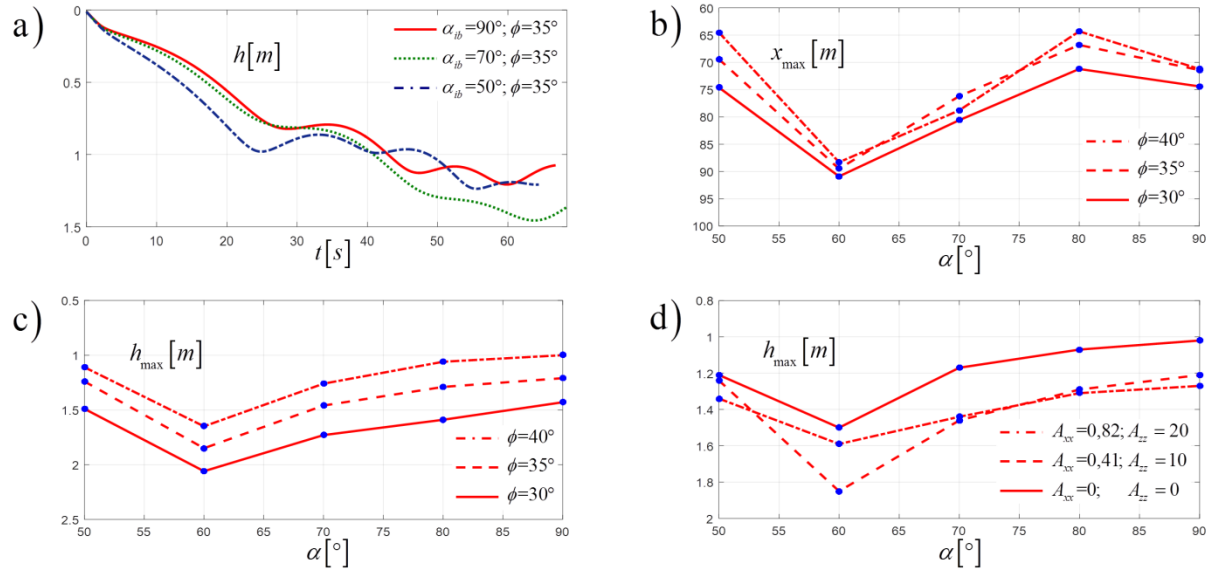 a)
0
0.5
1
1.5
h[m]
α_ib=90°; ϕ=35°
α_ib=70°; ϕ=35°
α_ib=50°; ϕ=35°
0 10 20 30 40 50 60
t[s]
b)
60
65
70
75
80
85
90
95
100
x_max[m]
ϕ=40°
ϕ=35°
ϕ=30°
50 55 60 65 70 75 80 85 90
α[°]
c)
0.5
1
1.5
2
2.5
h_max[m]
ϕ=40°
ϕ=35°
ϕ=30°
50 55 60 65 70 75 80 85 90
α[°]
d)
0.8
1
1.2
1.4
1.6
1.8
2
h_max[m]
A_xx=0,82; A_zz=20
A_xx=0,41; A_zz=10
A_xx=0; A_zz=0
50 55 60 65 70 75 80 85 90
α[°]